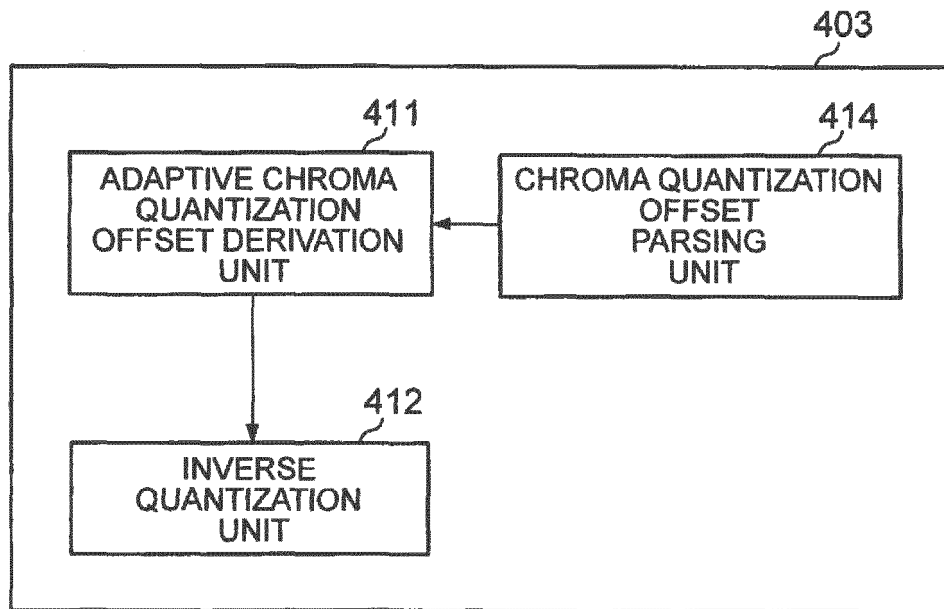 403
411
ADAPTIVE CHROMA
QUANTIZATION
OFFSET DERIVATION
UNIT
414
CHROMA QUANTIZATION
OFFSET
PARSING
UNIT
412
INVERSE
QUANTIZATION
UNIT